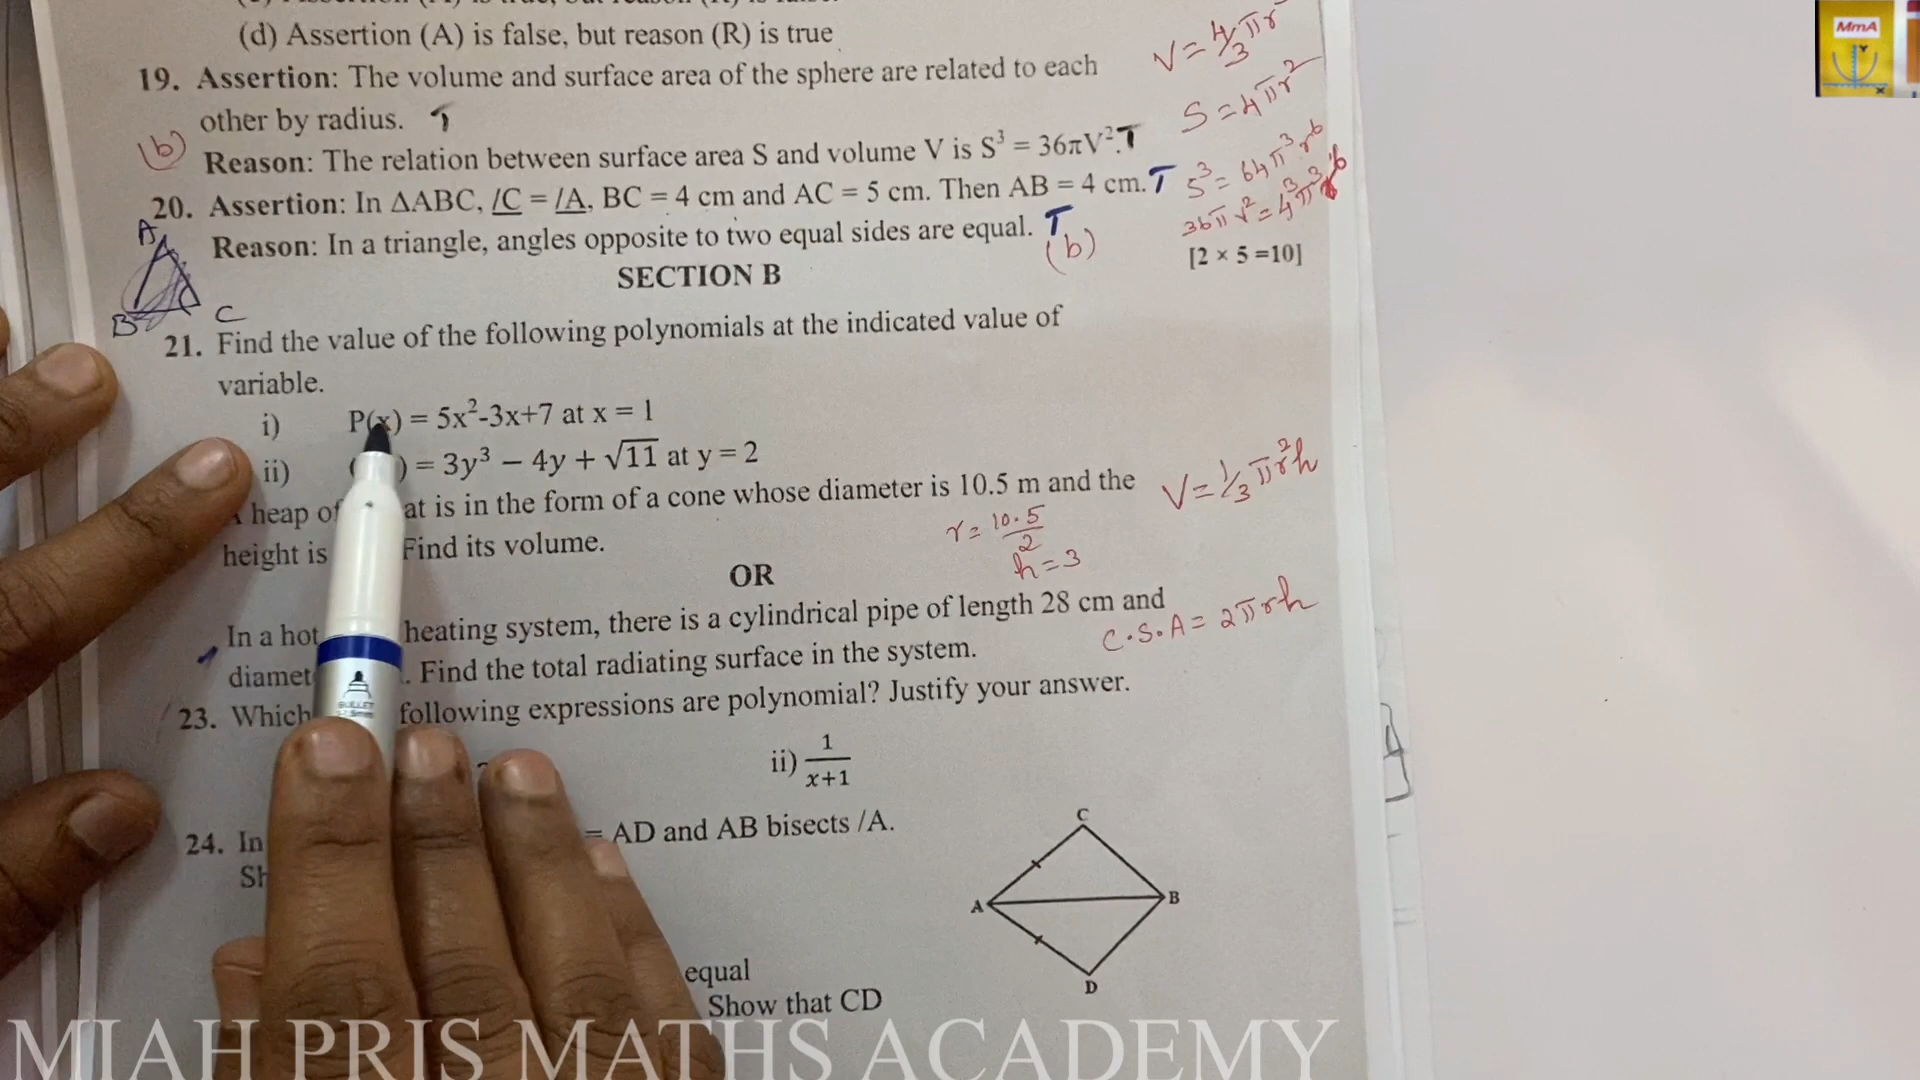 (d) Assertion (A) is false, but reason (R) is true
19. Assertion: The volume and surface area of the sphere are related to each
other by radius. T
(b)
Reason: The relation between surface area S and volume V is S³ = 36πV². T
20. Assertion: In ΔABC, /C = /A, BC = 4 cm and AC = 5 cm. Then AB = 4 cm. T
Reason: In a triangle, angles opposite to two equal sides are equal. T
(b)
A
B
C
V = 4/3 πr
S = 4πr²
S³ = 64π³r⁶
36πV² = 4³π³r⁶
[2 × 5 =10]
SECTION B
21. Find the value of the following polynomials at the indicated value of
variable.
i) P(x) = 5x²-3x+7 at x = 1
ii) ( ) = 3y³ – 4y + √11 at y = 2
heap of at is in the form of a cone whose diameter is 10.5 m and the
height is Find its volume.
V = 1/3 πr²h
r = 10.5/2
h = 3
OR
In a hot heating system, there is a cylindrical pipe of length 28 cm and
. Find the total radiating surface in the system.
C.S.A = 2πrh
23. Which following expressions are polynomial? Justify your answer.
ii) 1/x+1
24. In = AD and AB bisects /A.
C
A
B
D
equal
Show that CD
MmA
Y
X
BULLET
MIAH PRIS MATHS ACADEMY